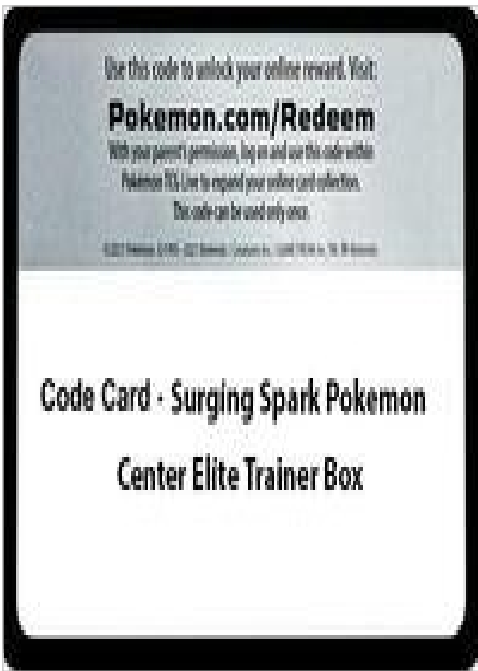 Use this code to unlock your online reward. Visit:
Pokemon.com/Redeem
With your parent's permission, log on and use this code within
Pokémon TCG Live to expand your online card collection.
This code can be used only once.
Code Card - Surging Spark Pokemon
Center Elite Trainer Box